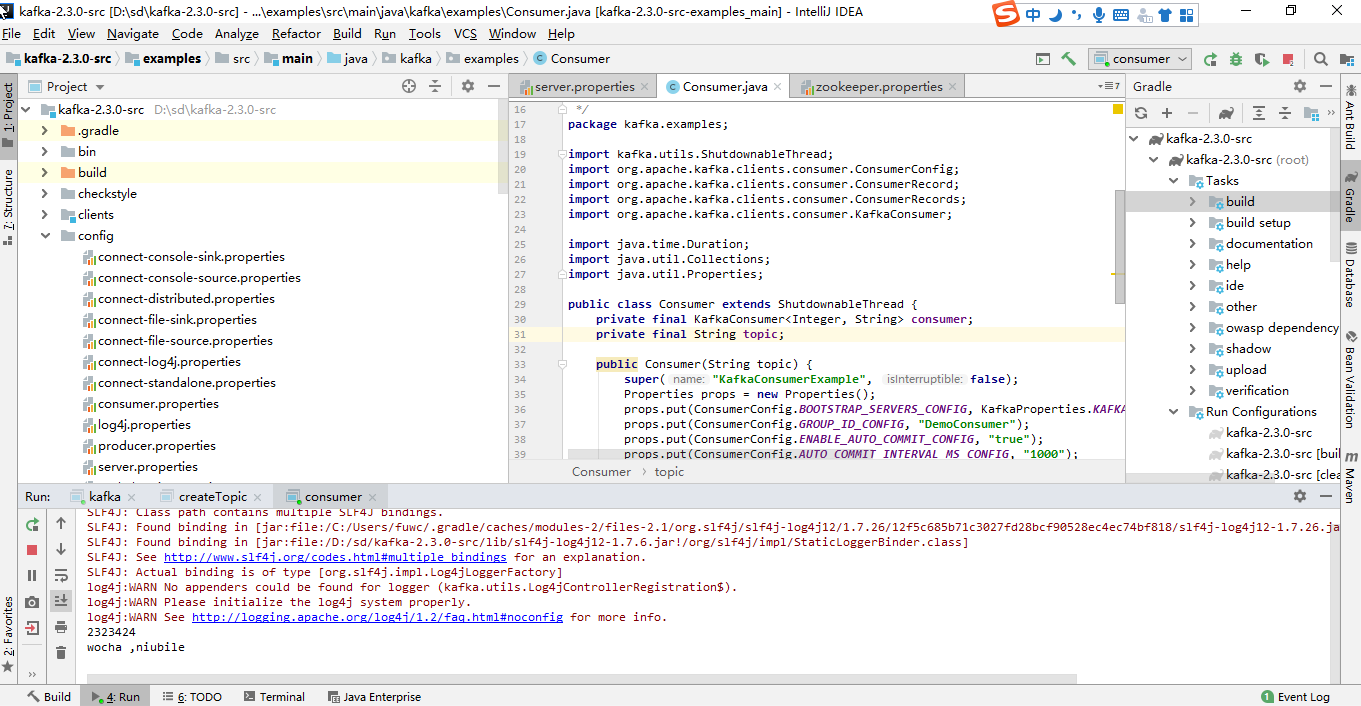 kafka-2.3.0-src [D:\sd\kafka-2.3.0-src] - ...\examples\src\main\java\kafka\examples\Consumer.java [kafka-2.3.0-src-examples_main] - IntelliJ IDEA
中
File Edit View Navigate Code Analyze Refactor Build Run Tools VCS Window Help
kafka-2.3.0-src examples src main java kafka examples Consumer
consumer
1: Project
7: Structure
2: Favorites
Project
kafka-2.3.0-src D:\sd\kafka-2.3.0-src
.gradle
bin
build
checkstyle
clients
config
connect-console-sink.properties
connect-console-source.properties
connect-distributed.properties
connect-file-sink.properties
connect-file-source.properties
connect-log4j.properties
connect-standalone.properties
consumer.properties
log4j.properties
producer.properties
server.properties
server.properties Consumer.java zookeeper.properties
7
16 */
17 package kafka.examples;
18
19 import kafka.utils.ShutdownableThread;
20 import org.apache.kafka.clients.consumer.ConsumerConfig;
21 import org.apache.kafka.clients.consumer.ConsumerRecord;
22 import org.apache.kafka.clients.consumer.ConsumerRecords;
23 import org.apache.kafka.clients.consumer.KafkaConsumer;
24
25 import java.time.Duration;
26 import java.util.Collections;
27 import java.util.Properties;
28
29 public class Consumer extends ShutdownableThread {
30 private final KafkaConsumer<Integer, String> consumer;
31 private final String topic;
32
33 public Consumer(String topic) {
34 super( name: "KafkaConsumerExample", isInterruptible: false);
35 Properties props = new Properties();
36 props.put(ConsumerConfig.BOOTSTRAP_SERVERS_CONFIG, KafkaProperties.KAFKA
37 props.put(ConsumerConfig.GROUP_ID_CONFIG, "DemoConsumer");
38 props.put(ConsumerConfig.ENABLE_AUTO_COMMIT_CONFIG, "true");
39 props.put(ConsumerConfig.AUTO_COMMIT_INTERVAL_MS_CONFIG, "1000");
Consumer topic
Gradle
kafka-2.3.0-src
kafka-2.3.0-src (root)
Tasks
build
build setup
documentation
help
ide
other
owasp dependency
shadow
upload
verification
Run Configurations
kafka-2.3.0-src
kafka-2.3.0-src [buil
kafka-2.3.0-src [clea
Ant Build
Gradle
Database
Bean Validation
Maven
Run: kafka createTopic consumer
SLF4J: Class path contains multiple SLF4J bindings.
SLF4J: Found binding in [jar:file:/C:/Users/fuwc/.gradle/caches/modules-2/files-2.1/org.slf4j/slf4j-log4j12/1.7.26/12f5c685b71c3027fd28bcf90528ec4ec74bf818/slf4j-log4j12-1.7.26.ja
SLF4J: Found binding in [jar:file:/D:/sd/kafka-2.3.0-src/lib/slf4j-log4j12-1.7.6.jar!/org/slf4j/impl/StaticLoggerBinder.class]
SLF4J: See http://www.slf4j.org/codes.html#multiple_bindings for an explanation.
SLF4J: Actual binding is of type [org.slf4j.impl.Log4jLoggerFactory]
log4j:WARN No appenders could be found for logger (kafka.utils.Log4jControllerRegistration$).
log4j:WARN Please initialize the log4j system properly.
log4j:WARN See http://logging.apache.org/log4j/1.2/faq.html#noconfig for more info.
2323424
wocha ,niubile
Build 4: Run 6: TODO Terminal Java Enterprise 1 Event Log